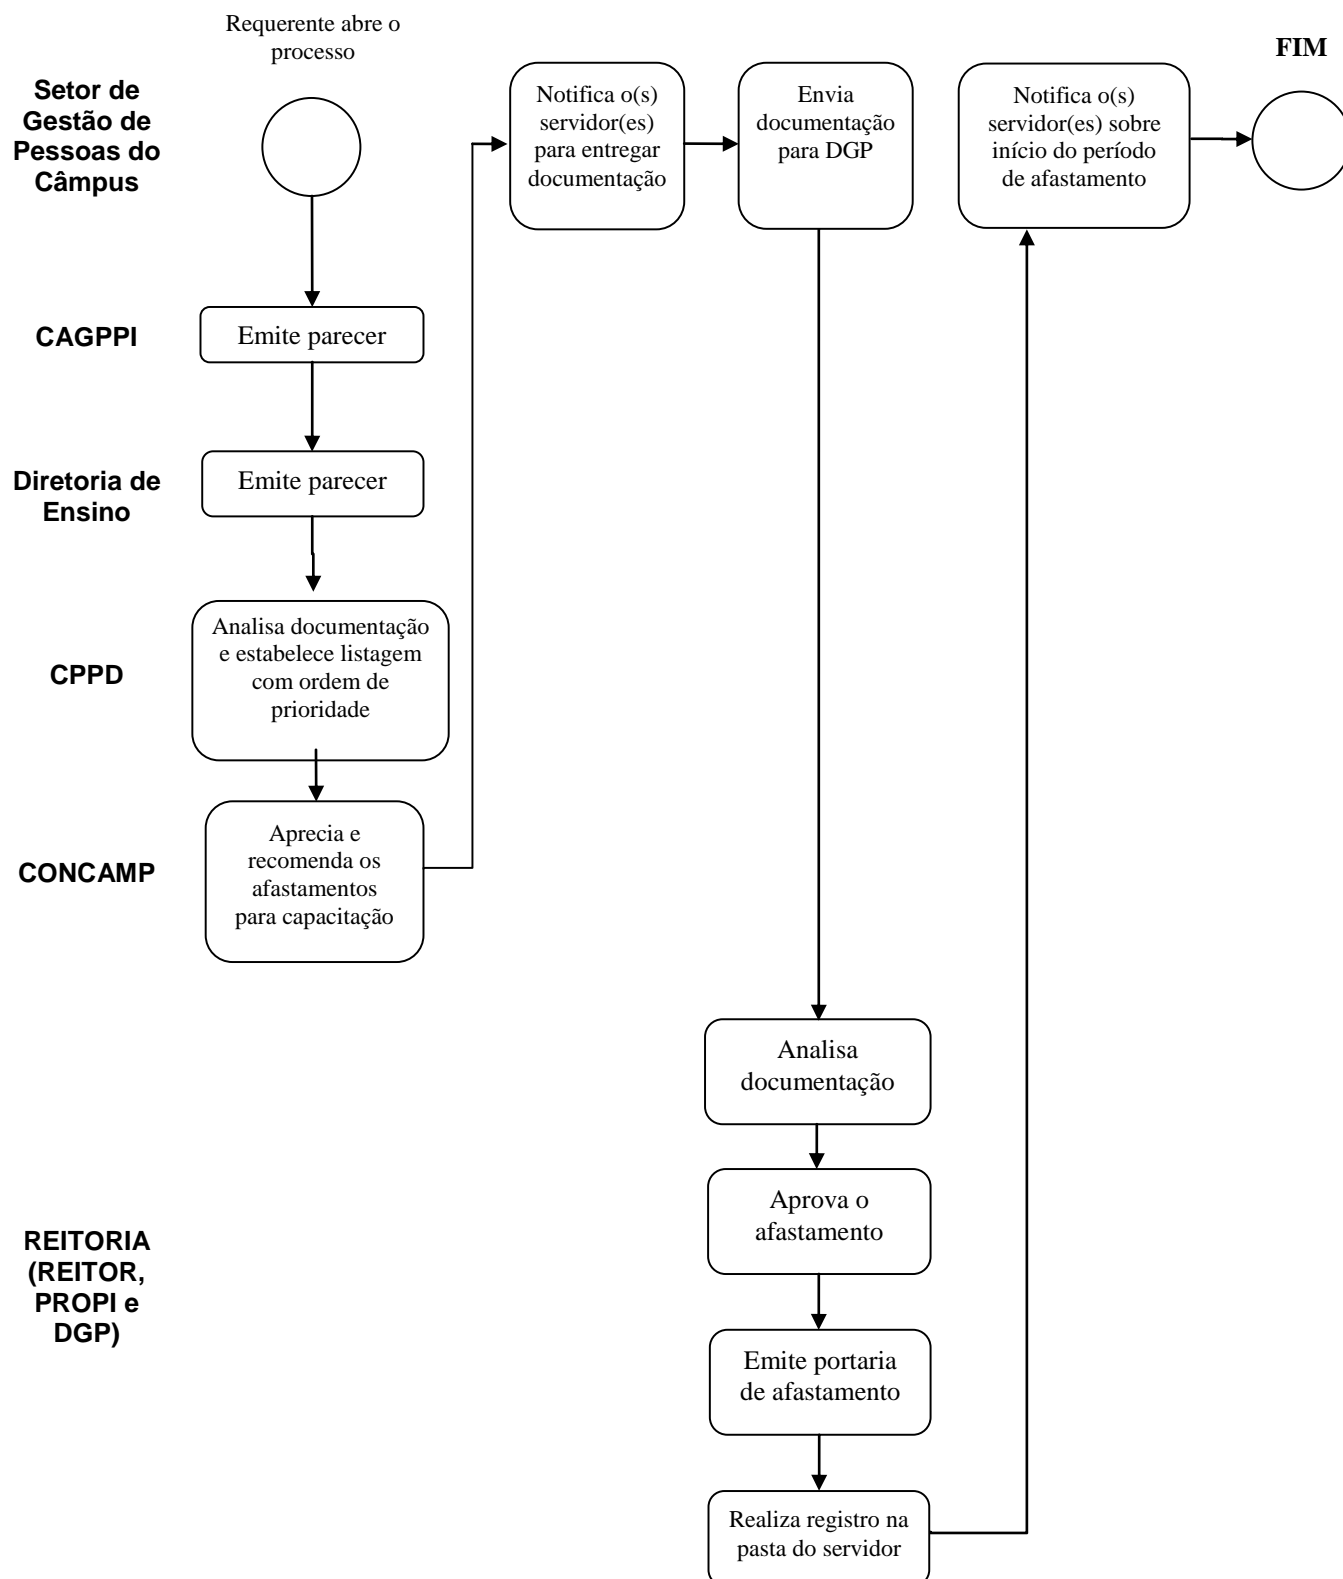 Requerente abre o
processo
FIM
Setor de
Gestão de
Pessoas do
Câmpus
Notifica o(s)
servidor(es)
para entregar
documentação
Envia
documentação
para DGP
Notifica o(s)
servidor(es) sobre
início do período
de afastamento
CAGPPI
Emite parecer
Diretoria de
Ensino
Emite parecer
CPPD
Analisa documentação
e estabelece listagem
com ordem de
prioridade
CONCAMP
Aprecia e
recomenda os
afastamentos
para capacitação
REITORIA
(REITOR,
PROPI e
DGP)
Analisa
documentação
Aprova o
afastamento
Emite portaria
de afastamento
Realiza registro na
pasta do servidor